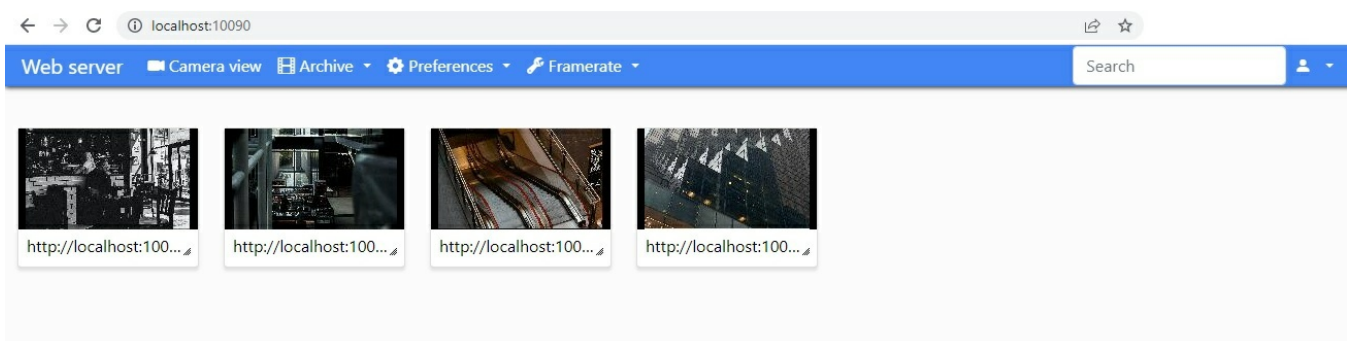 localhost:10090
Web server Camera view Archive Preferences Framerate Search
http://localhost:100... http://localhost:100... http://localhost:100... http://localhost:100...